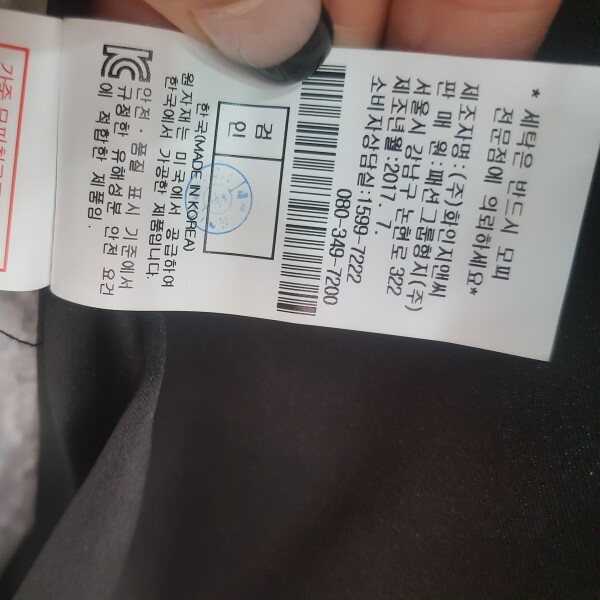 * 세탁은 반드시 모피
전문점에 의뢰하세요*
제조자명:(주)화인지앤씨
판 매 원:패션그룹형지(주)
서울시 강남구 논현로 322
제조년월:2017. 7 .
소비자상담실:1599-7222
080-349-7200
검 인
한국(MADE IN KOREA)
원자재는 미국에서 공급하여
한국에서 가공한 제품입니다.
안전·품질 표시 기준에서
규정한 유해성분 안전 요건
에 적합한 제품임.